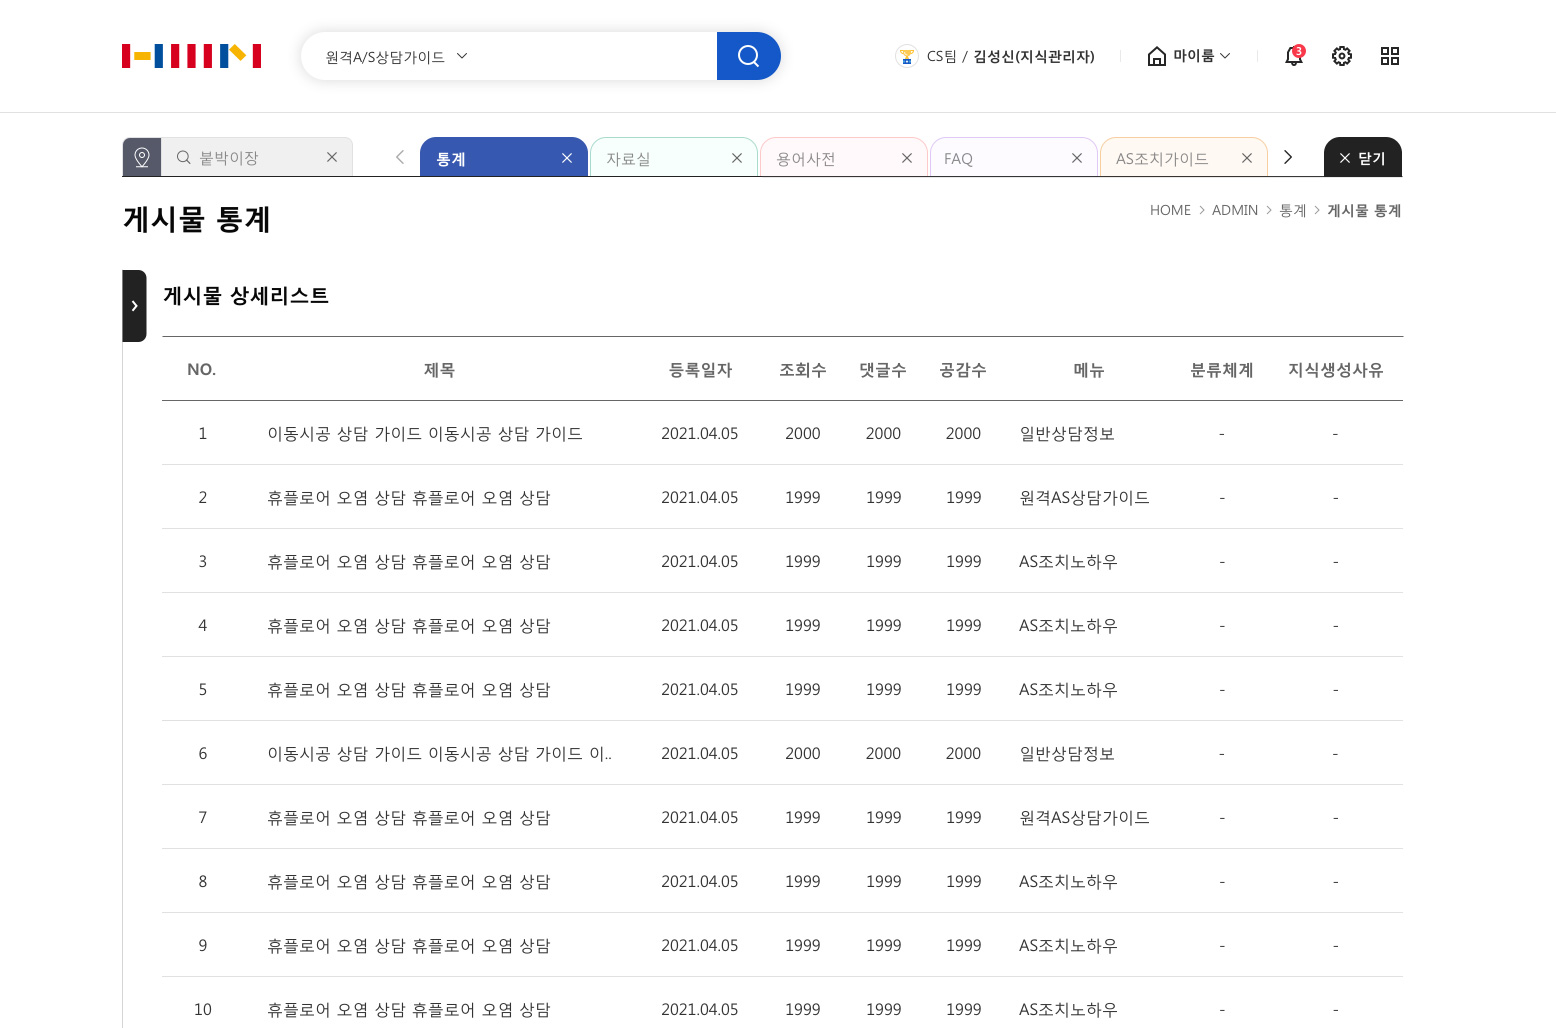 원격A/S상담가이드
CS팀 / 김성신(지식관리자)
마이룸
3
붙박이장
통계
자료실
용어사전
FAQ
AS조치가이드
닫기
게시물 통계
HOME > ADMIN > 통계 > 게시물 통계
게시물 상세리스트
NO. 제목 등록일자 조회수 댓글수 공감수 메뉴 분류체계 지식생성사유
1 이동시공 상담 가이드 이동시공 상담 가이드 2021.04.05 2000 2000 2000 일반상담정보 - -
2 휴플로어 오염 상담 휴플로어 오염 상담 2021.04.05 1999 1999 1999 원격AS상담가이드 - -
3 휴플로어 오염 상담 휴플로어 오염 상담 2021.04.05 1999 1999 1999 AS조치노하우 - -
4 휴플로어 오염 상담 휴플로어 오염 상담 2021.04.05 1999 1999 1999 AS조치노하우 - -
5 휴플로어 오염 상담 휴플로어 오염 상담 2021.04.05 1999 1999 1999 AS조치노하우 - -
6 이동시공 상담 가이드 이동시공 상담 가이드 이.. 2021.04.05 2000 2000 2000 일반상담정보 - -
7 휴플로어 오염 상담 휴플로어 오염 상담 2021.04.05 1999 1999 1999 원격AS상담가이드 - -
8 휴플로어 오염 상담 휴플로어 오염 상담 2021.04.05 1999 1999 1999 AS조치노하우 - -
9 휴플로어 오염 상담 휴플로어 오염 상담 2021.04.05 1999 1999 1999 AS조치노하우 - -
10 휴플로어 오염 상담 휴플로어 오염 상담 2021.04.05 1999 1999 1999 AS조치노하우 - -